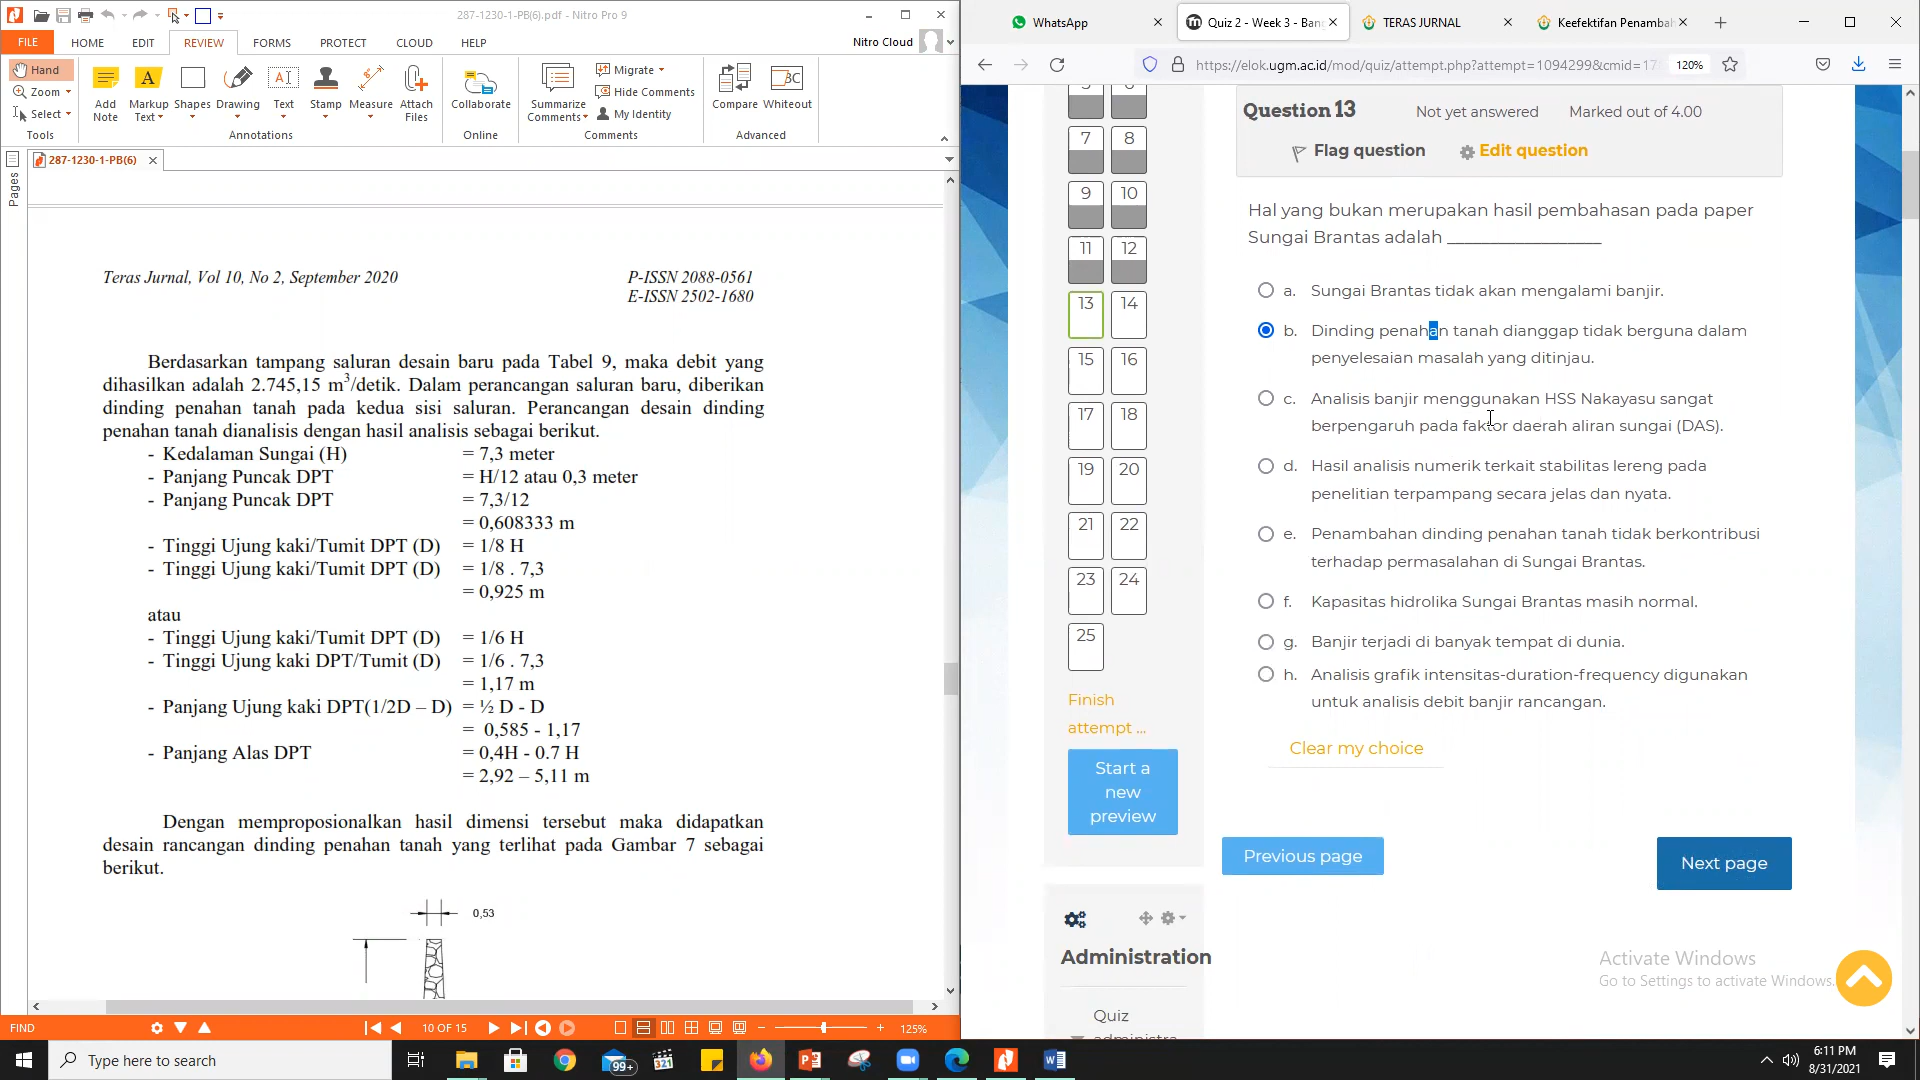 287-1230-1-PB(6).pdf - Nitro Pro 9
FILE
HOME
EDIT
REVIEW
FORMS
PROTECT
CLOUD
HELP
Nitro Cloud
Hand
Zoom
Select
Tools
Add Note
Markup Text
Shapes
Drawing
Text
Stamp
Measure
Attach Files
Annotations
Collaborate
Online
Summarize Comments
Migrate
Hide Comments
My Identity
Comments
Compare
Whiteout
Advanced
287-1230-1-PB(6)
Pages
Teras Jurnal, Vol 10, No 2, September 2020
P-ISSN 2088-0561
E-ISSN 2502-1680
Berdasarkan tampang saluran desain baru pada Tabel 9, maka debit yang
dihasilkan adalah 2.745,15 m³/detik. Dalam perancangan saluran baru, diberikan
dinding penahan tanah pada kedua sisi saluran. Perancangan desain dinding
penahan tanah dianalisis dengan hasil analisis sebagai berikut.
- Kedalaman Sungai (H) = 7,3 meter
- Panjang Puncak DPT = H/12 atau 0,3 meter
- Panjang Puncak DPT = 7,3/12
= 0,608333 m
- Tinggi Ujung kaki/Tumit DPT (D) = 1/8 H
- Tinggi Ujung kaki/Tumit DPT (D) = 1/8 . 7,3
= 0,925 m
atau
- Tinggi Ujung kaki/Tumit DPT (D) = 1/6 H
- Tinggi Ujung kaki DPT/Tumit (D) = 1/6 . 7,3
= 1,17 m
- Panjang Ujung kaki DPT(1/2D – D) = ½ D - D
= 0,585 - 1,17
- Panjang Alas DPT = 0,4H - 0.7 H
= 2,92 – 5,11 m
Dengan memproposionalkan hasil dimensi tersebut maka didapatkan
desain rancangan dinding penahan tanah yang terlihat pada Gambar 7 sebagai
berikut.
0,53
FIND
10 OF 15
125%
WhatsApp
Quiz 2 - Week 3 - Ban
TERAS JURNAL
Keefektifan Penambah
https://elok.ugm.ac.id/mod/quiz/attempt.php?attempt=1094299&cmid=17
120%
5 6
7 8
9 10
11 12
13 14
15 16
17 18
19 20
21 22
23 24
25
Finish
attempt ...
Start a
new
preview
Administration
Quiz
administra
Question 13
Not yet answered
Marked out of 4.00
Flag question
Edit question
Hal yang bukan merupakan hasil pembahasan pada paper
Sungai Brantas adalah __________________
a. Sungai Brantas tidak akan mengalami banjir.
b. Dinding penahan tanah dianggap tidak berguna dalam
penyelesaian masalah yang ditinjau.
c. Analisis banjir menggunakan HSS Nakayasu sangat
berpengaruh pada faktor daerah aliran sungai (DAS).
d. Hasil analisis numerik terkait stabilitas lereng pada
penelitian terpampang secara jelas dan nyata.
e. Penambahan dinding penahan tanah tidak berkontribusi
terhadap permasalahan di Sungai Brantas.
f. Kapasitas hidrolika Sungai Brantas masih normal.
g. Banjir terjadi di banyak tempat di dunia.
h. Analisis grafik intensitas-duration-frequency digunakan
untuk analisis debit banjir rancangan.
Clear my choice
Previous page
Next page
Activate Windows
Go to Settings to activate Windows.
Type here to search
99+
321
6:11 PM
8/31/2021